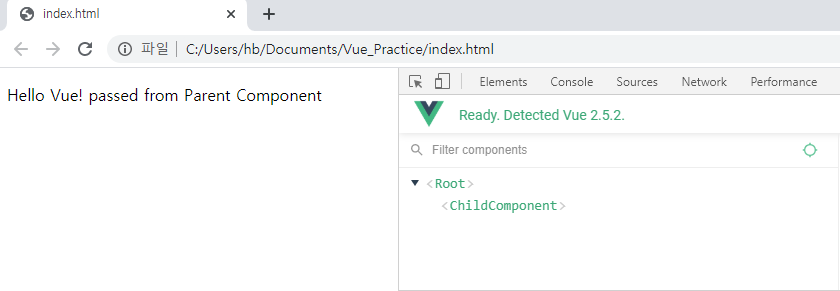 index.html
파일 C:/Users/hb/Documents/Vue_Practice/index.html
Hello Vue! passed from Parent Component
Elements Console Sources Network Performance
Ready. Detected Vue 2.5.2.
Filter components
<Root>
<ChildComponent>